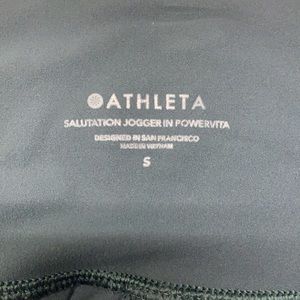 ATHLETA
SALUTATION JOGGER IN POWERVITA
DESIGNED IN SAN FRANCISCO
MADE IN VIETNAM
S